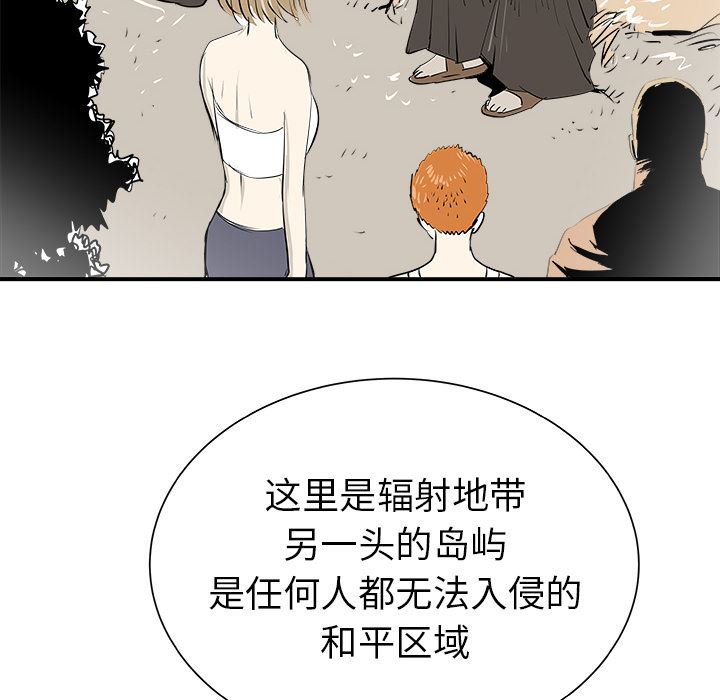 这里是辐射地带
另一头的岛屿
是任何人都无法入侵的
和平区域